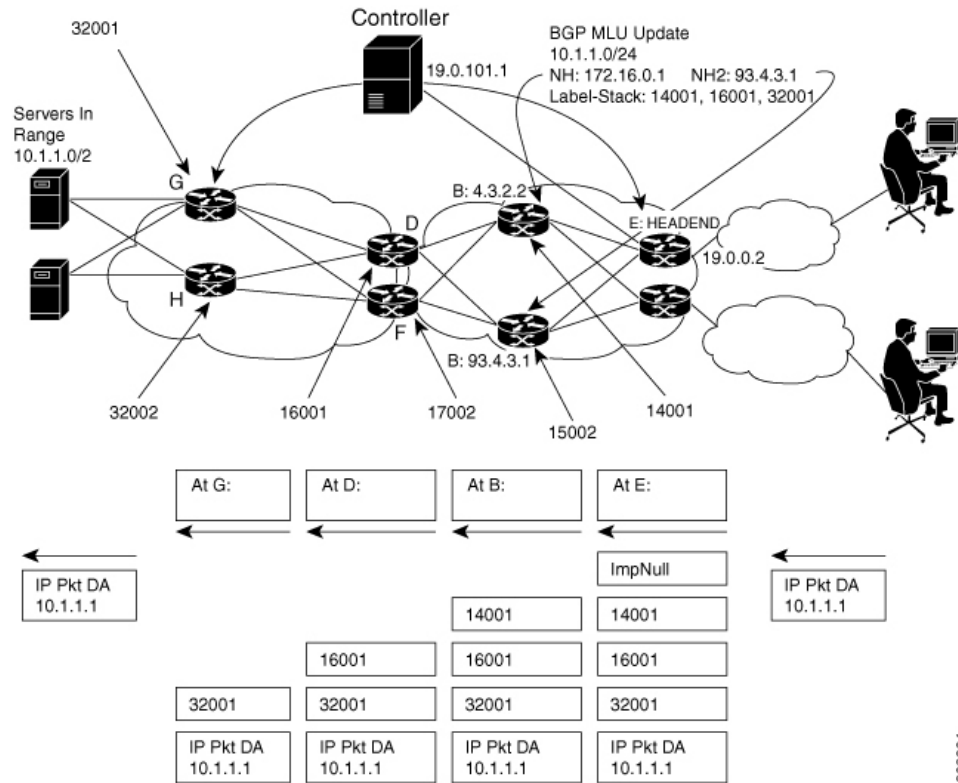 Controller
32001
19.0.101.1
BGP MLU Update
10.1.1.0/24
NH: 172.16.0.1 NH2: 93.4.3.1
Label-Stack: 14001, 16001, 32001
Servers In
Range
10.1.1.0/2
G
B: 4.3.2.2
D
E: HEADEND
19.0.0.2
H
F
B: 93.4.3.1
32002
16001
17002
15002
14001
At G:
At D:
At B:
At E:
IP Pkt DA
10.1.1.1
ImpNull
IP Pkt DA
10.1.1.1
14001
14001
16001
16001
16001
32001
32001
32001
32001
IP Pkt DA
10.1.1.1
IP Pkt DA
10.1.1.1
IP Pkt DA
10.1.1.1
IP Pkt DA
10.1.1.1